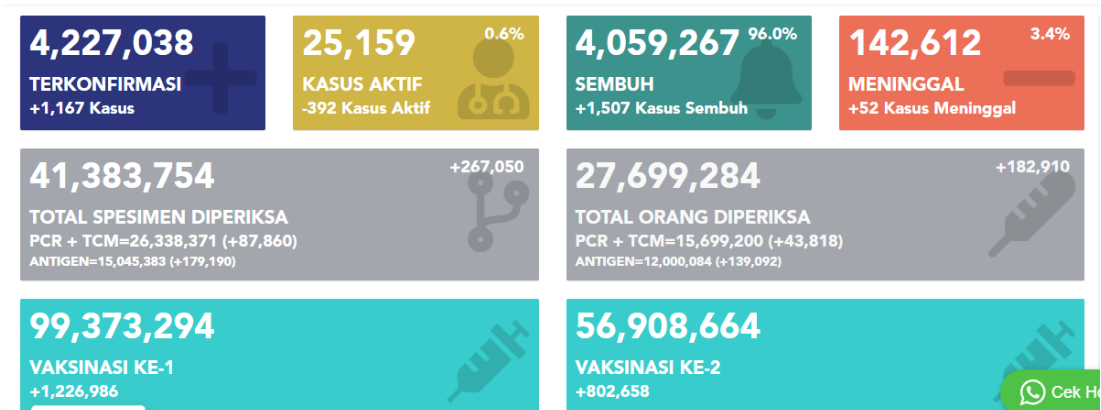 4,227,038
TERKONFIRMASI
+1,167 Kasus
25,159 0.6%
KASUS AKTIF
-392 Kasus Aktif
4,059,267 96.0%
SEMBUH
+1,507 Kasus Sembuh
142,612 3.4%
MENINGGAL
+52 Kasus Meninggal
41,383,754 +267,050
TOTAL SPESIMEN DIPERIKSA
PCR + TCM=26,338,371 (+87,860)
ANTIGEN=15,045,383 (+179,190)
27,699,284 +182,910
TOTAL ORANG DIPERIKSA
PCR + TCM=15,699,200 (+43,818)
ANTIGEN=12,000,084 (+139,092)
99,373,294
VAKSINASI KE-1
+1,226,986
56,908,664
VAKSINASI KE-2
+802,658
Cek